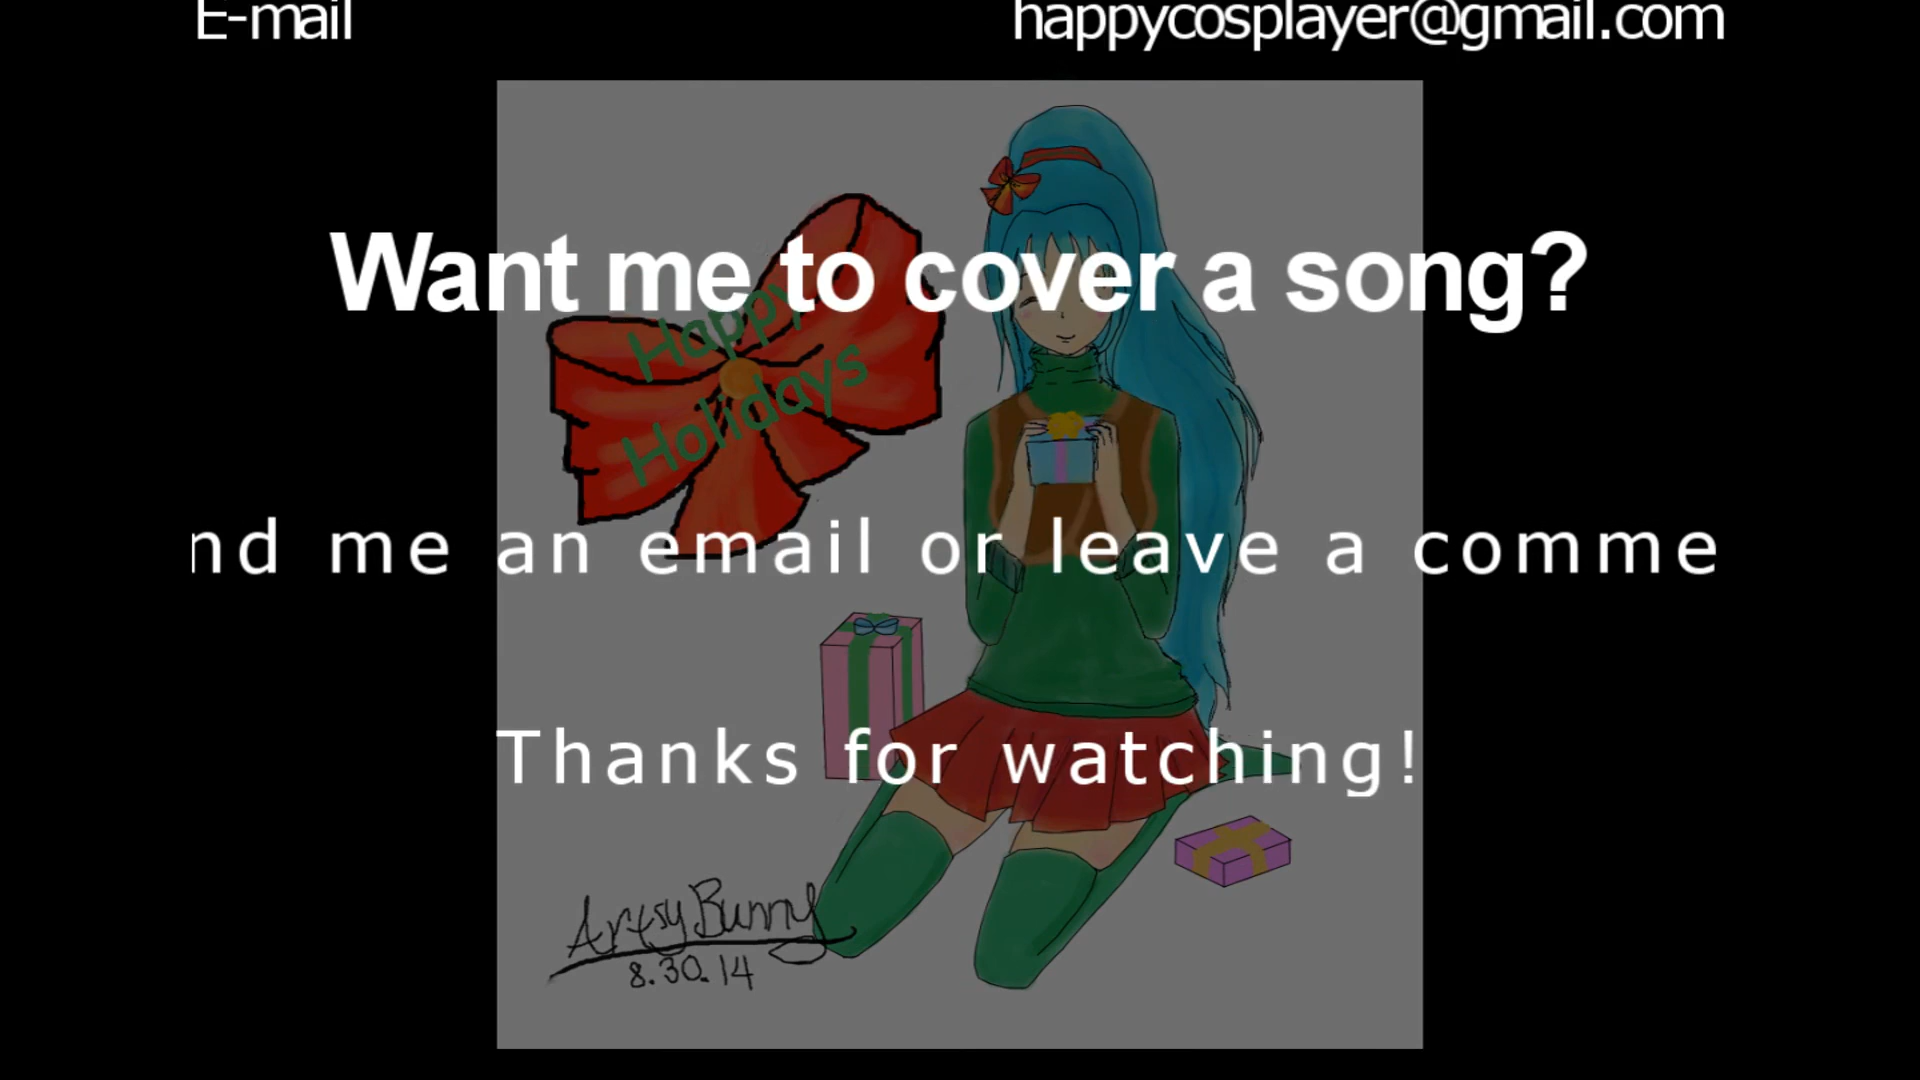 E-mail happycosplayer@gmail.com
Want me to cover a song?
Happy
Holidays
nd me an email or leave a comme
Thanks for watching!
ArtsyBunny
8.30.14